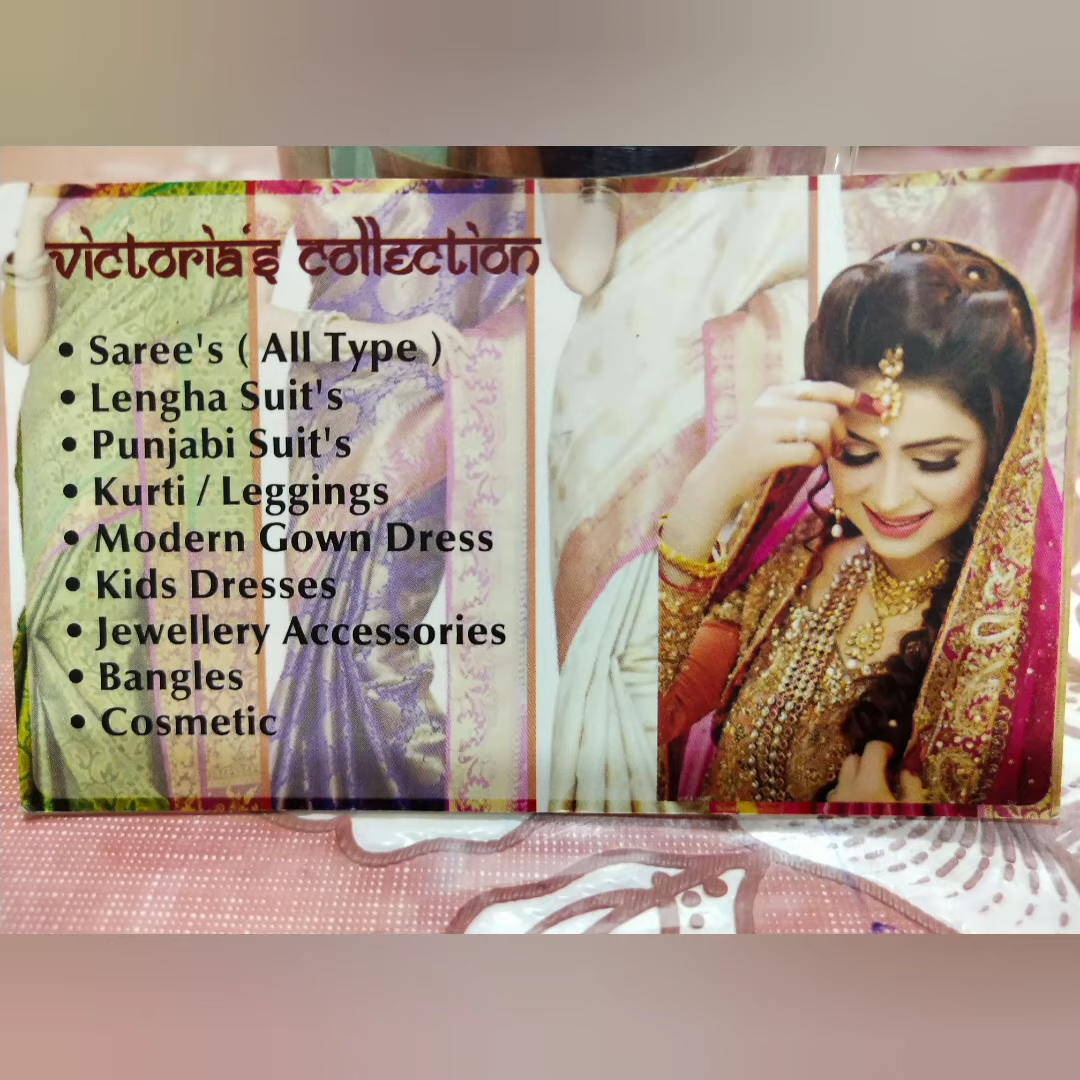 victoria's collection
• Saree's ( All Type )
• Lengha Suit's
• Punjabi Suit's
• Kurti / Leggings
• Modern Gown Dress
• Kids Dresses
• Jewellery Accessories
• Bangles
• Cosmetic